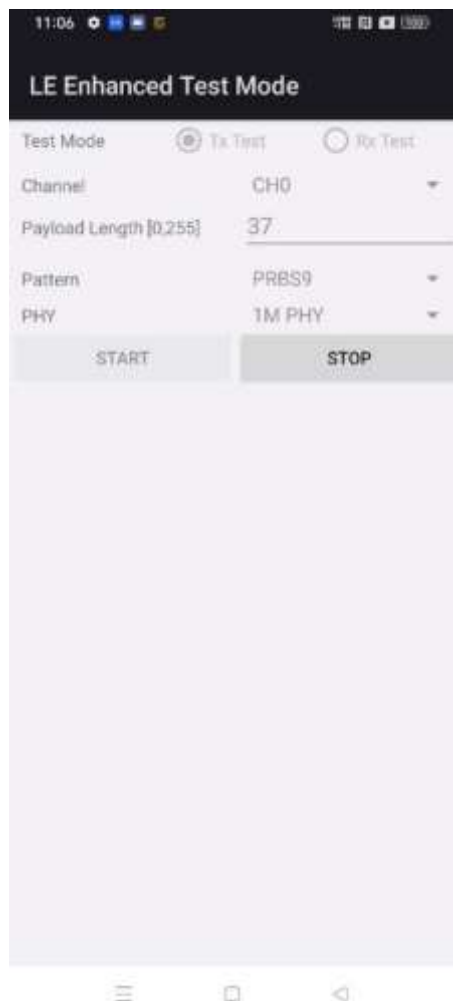 11:06
LE Enhanced Test Mode
Test Mode Tx Test Rx Test
Channel CH0
Payload Length [0,255] 37
Pattern PRBS9
PHY 1M PHY
START STOP